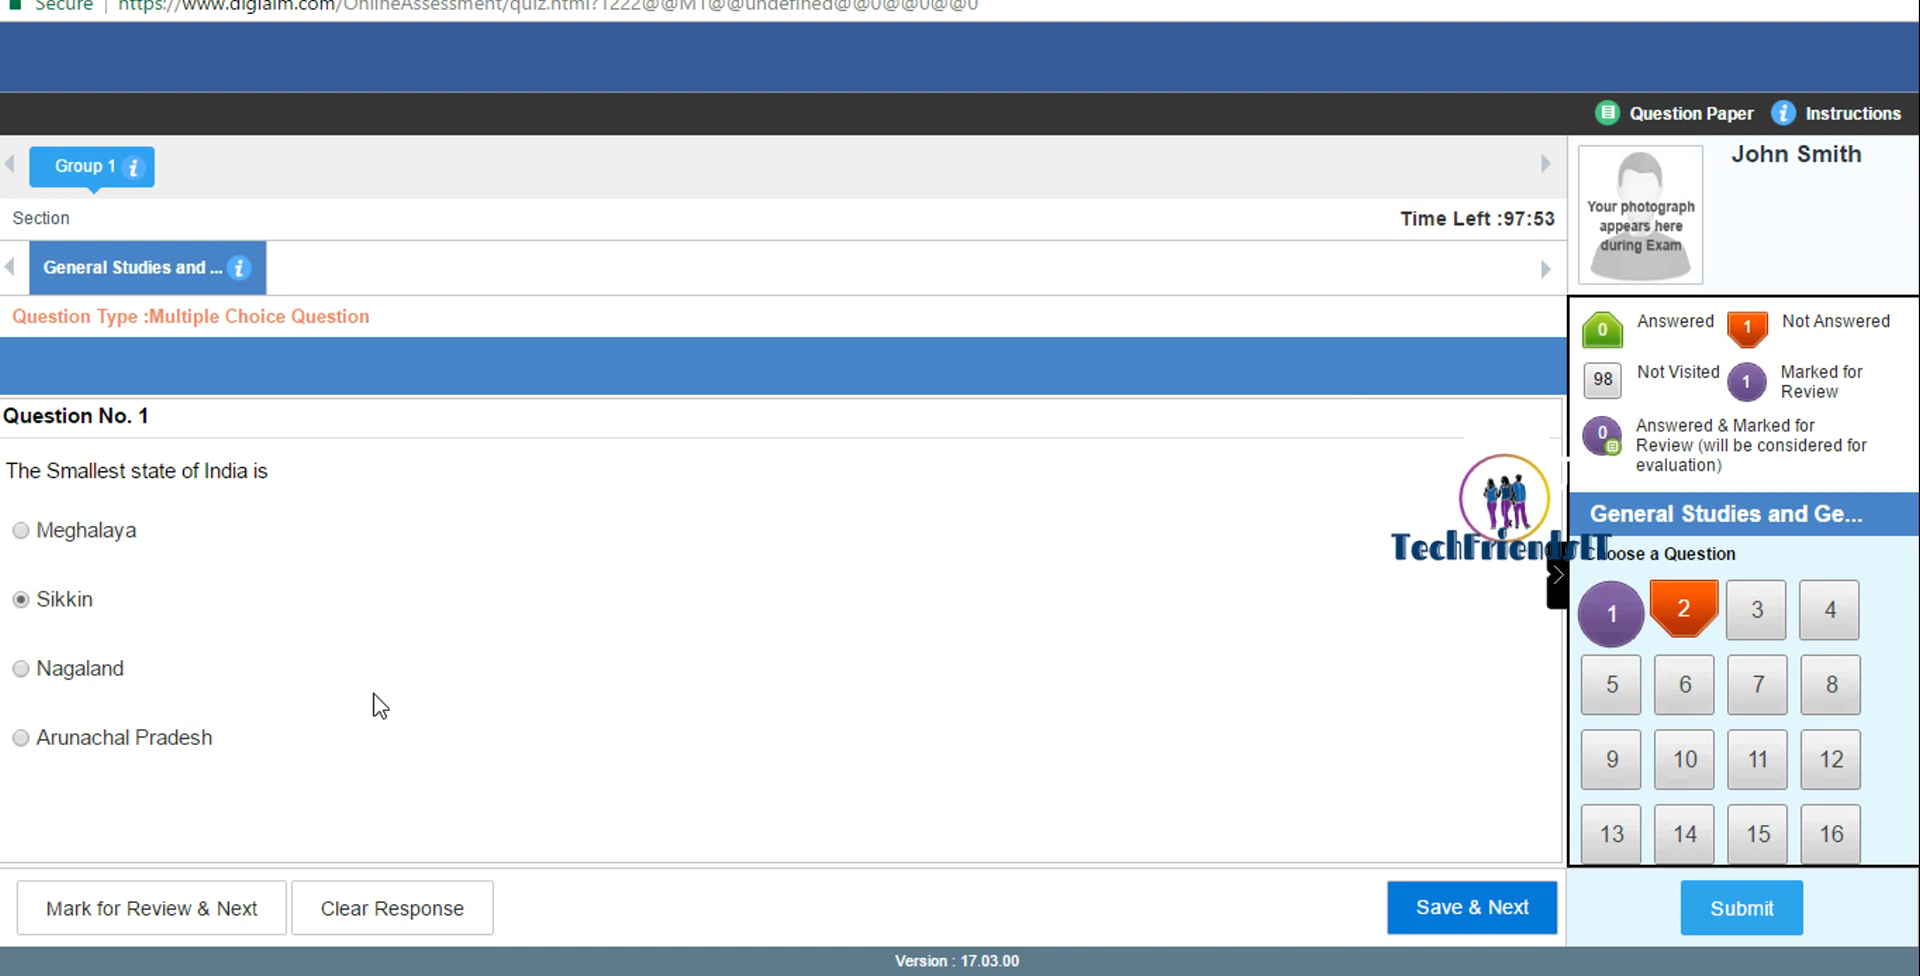 Secure | https://www.digialm.com/OnlineAssessment/quiz.html?1222@@M1@@undefined@@0@@0@@0
Question Paper
Instructions
Group 1
John Smith
Your photograph
appears here
during Exam
Section
Time Left :97:53
General Studies and ...
Question Type :Multiple Choice Question
0 Answered 1 Not Answered
98 Not Visited 1 Marked for
Review
0 Answered & Marked for
Review (will be considered for
evaluation)
Question No. 1
The Smallest state of India is
Meghalaya
Sikkin
Nagaland
Arunachal Pradesh
TechFriendsIT
General Studies and Ge...
Choose a Question
1 2 3 4
5 6 7 8
9 10 11 12
13 14 15 16
Mark for Review & Next
Clear Response
Save & Next
Submit
Version : 17.03.00